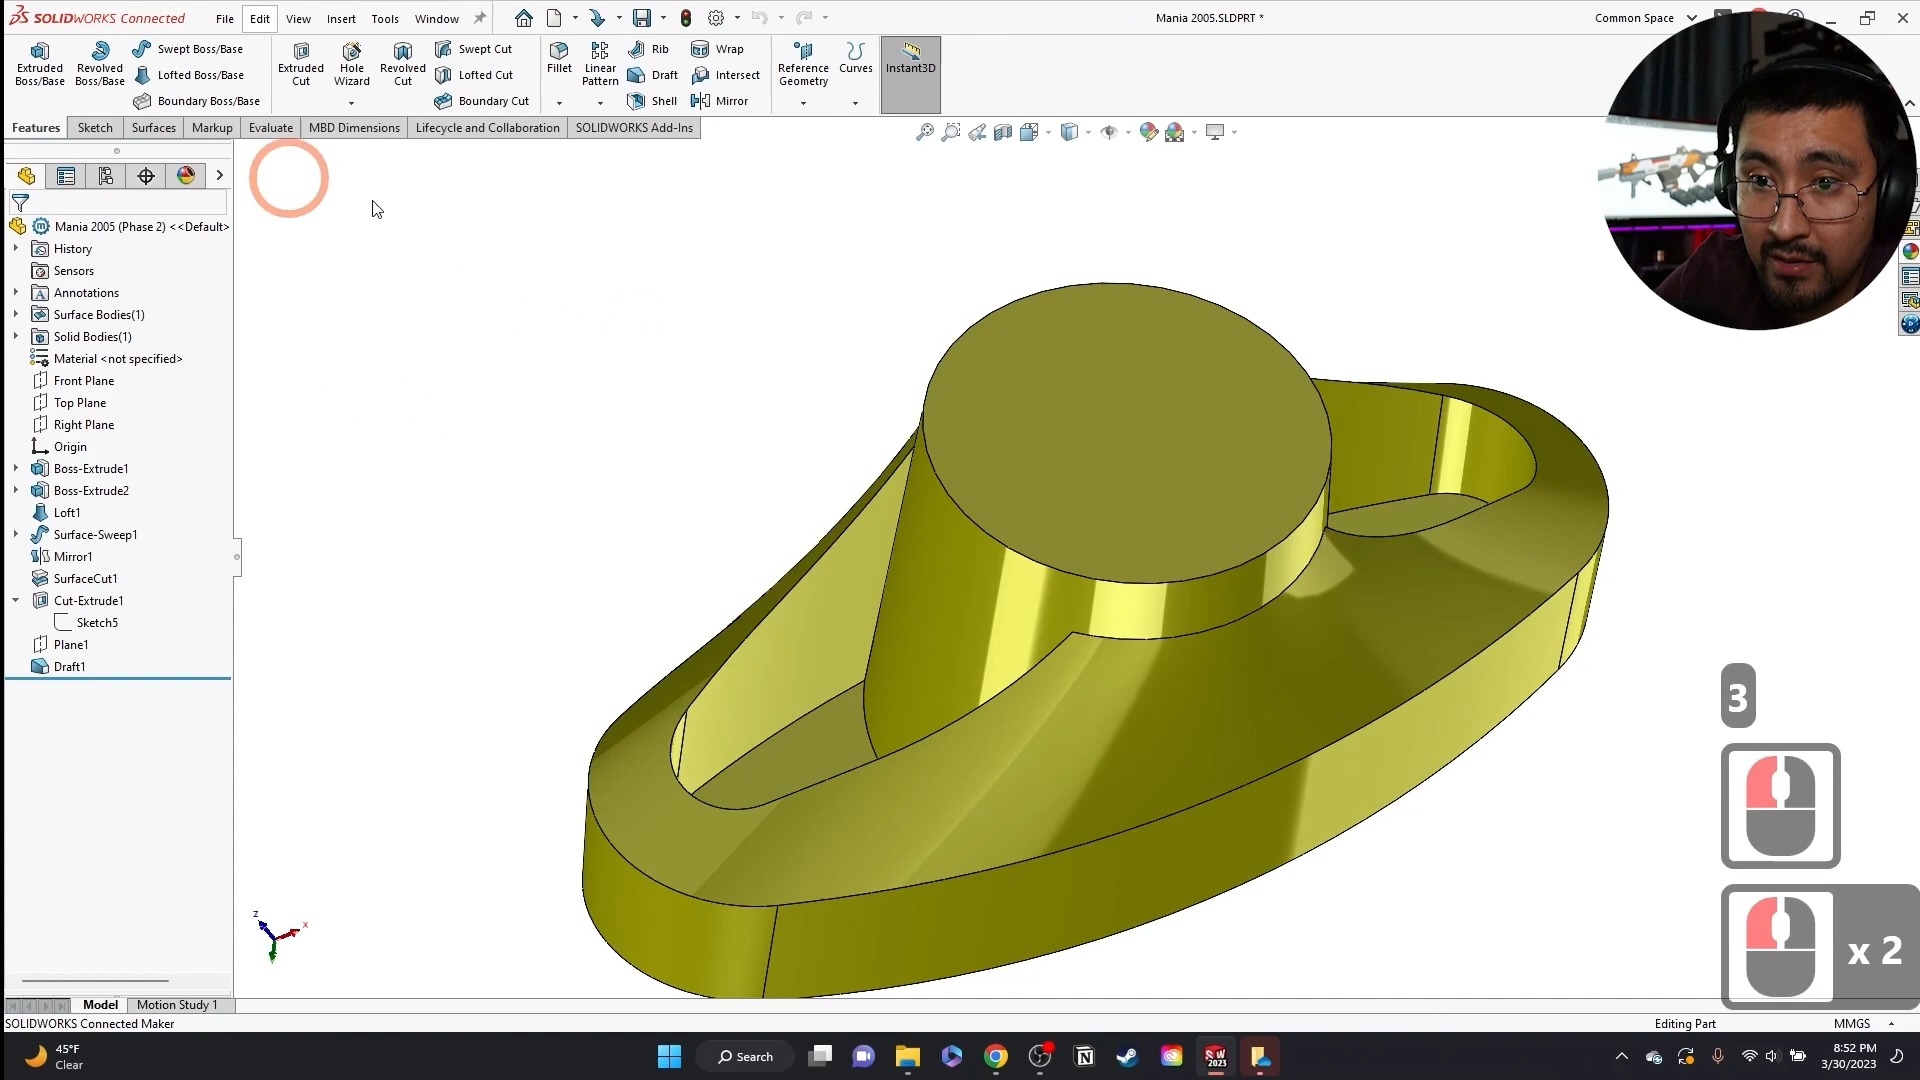 SOLIDWORKS Connected
File
Edit
View
Insert
Tools
Window
Mania 2005.SLDPRT *
Common Space
Extruded Boss/Base
Revolved Boss/Base
Swept Boss/Base
Lofted Boss/Base
Boundary Boss/Base
Extruded Cut
Hole Wizard
Revolved Cut
Swept Cut
Lofted Cut
Boundary Cut
Fillet
Linear Pattern
Rib
Draft
Shell
Wrap
Intersect
Mirror
Reference Geometry
Curves
Instant3D
Features
Sketch
Surfaces
Markup
Evaluate
MBD Dimensions
Lifecycle and Collaboration
SOLIDWORKS Add-Ins
Mania 2005 (Phase 2) <<Default>
History
Sensors
Annotations
Surface Bodies(1)
Solid Bodies(1)
Material <not specified>
Front Plane
Top Plane
Right Plane
Origin
Boss-Extrude1
Boss-Extrude2
Loft1
Surface-Sweep1
Mirror1
SurfaceCut1
Cut-Extrude1
Sketch5
Plane1
Draft1
3
x 2
z
x
Model
Motion Study 1
SOLIDWORKS Connected Maker
Editing Part
MMGS
45°F
Clear
Search
SW
2023
8:52 PM
3/30/2023